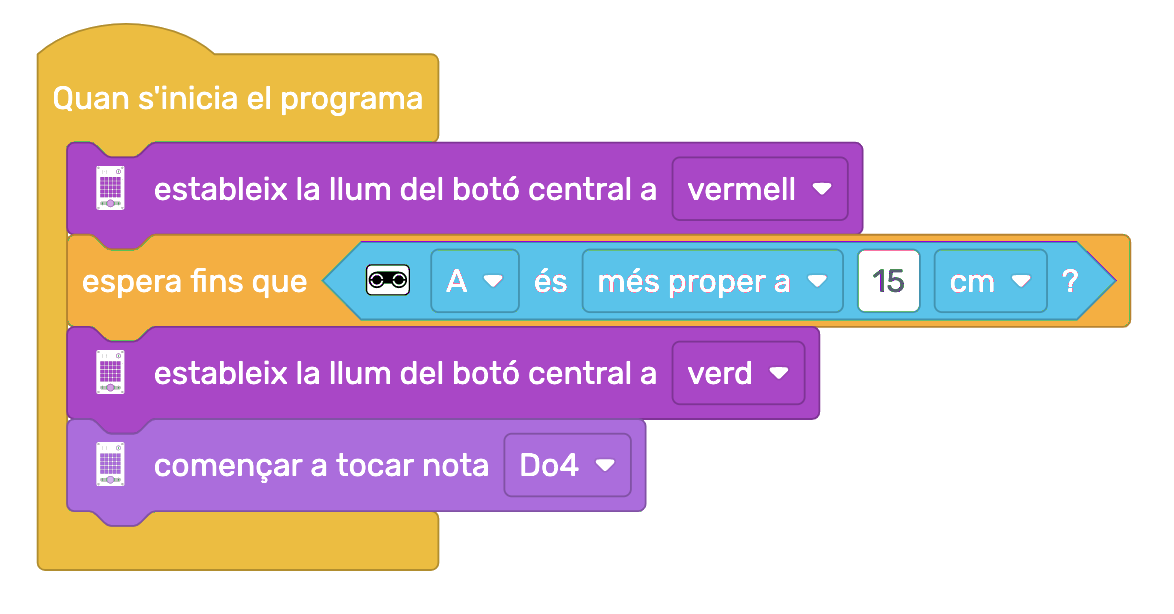 Quan s'inicia el programa
estableix la llum del botó central a vermell
espera fins que A és més proper a 15 cm ?
estableix la llum del botó central a verd
començar a tocar nota Do4